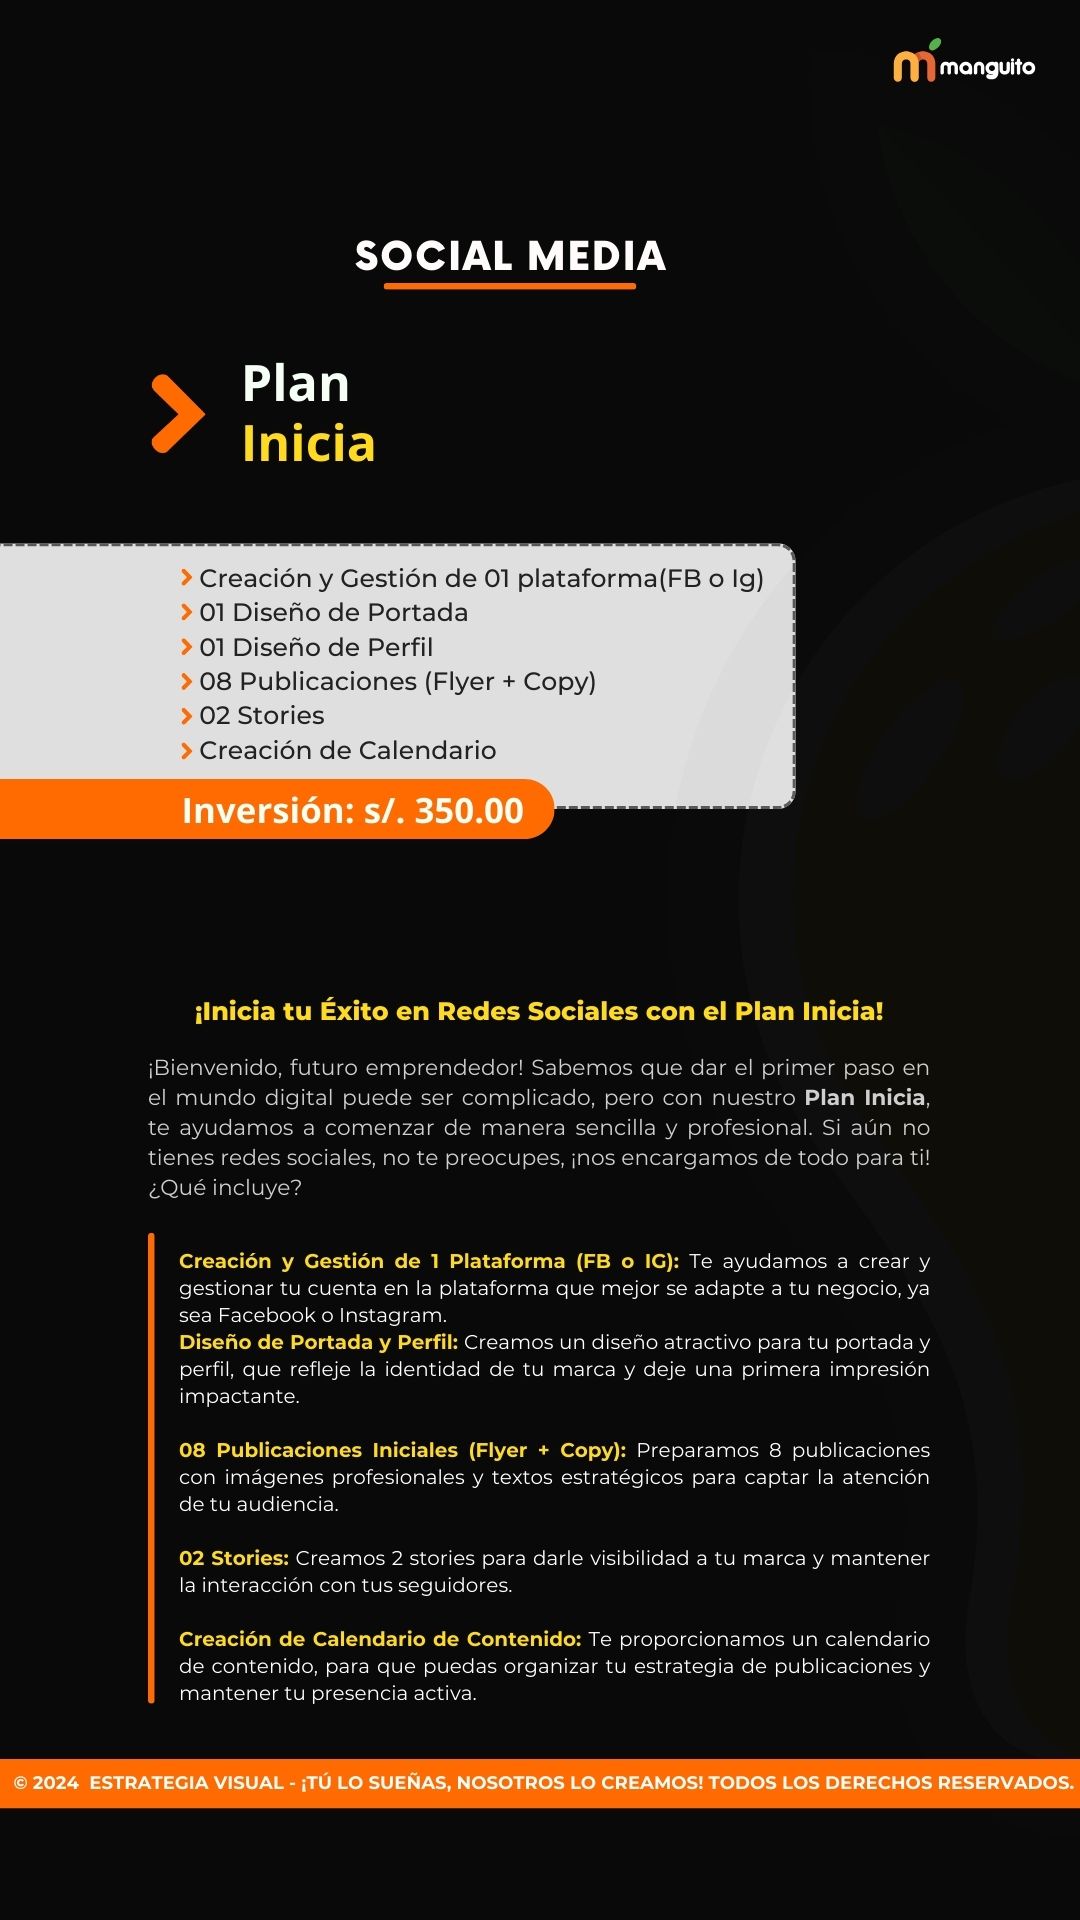 manguito
SOCIAL MEDIA
Plan
Inicia
Creación y Gestión de 01 plataforma(FB o Ig)
01 Diseño de Portada
01 Diseño de Perfil
08 Publicaciones (Flyer + Copy)
02 Stories
Creación de Calendario
Inversión: s/. 350.00
¡Inicia tu Éxito en Redes Sociales con el Plan Inicia!
¡Bienvenido, futuro emprendedor! Sabemos que dar el primer paso en
el mundo digital puede ser complicado, pero con nuestro Plan Inicia,
te ayudamos a comenzar de manera sencilla y profesional. Si aún no
tienes redes sociales, no te preocupes, ¡nos encargamos de todo para ti!
¿Qué incluye?
Creación y Gestión de 1 Plataforma (FB o IG): Te ayudamos a crear y
gestionar tu cuenta en la plataforma que mejor se adapte a tu negocio, ya
sea Facebook o Instagram.
Diseño de Portada y Perfil: Creamos un diseño atractivo para tu portada y
perfil, que refleje la identidad de tu marca y deje una primera impresión
impactante.
08 Publicaciones Iniciales (Flyer + Copy): Preparamos 8 publicaciones
con imágenes profesionales y textos estratégicos para captar la atención
de tu audiencia.
02 Stories: Creamos 2 stories para darle visibilidad a tu marca y mantener
la interacción con tus seguidores.
Creación de Calendario de Contenido: Te proporcionamos un calendario
de contenido, para que puedas organizar tu estrategia de publicaciones y
mantener tu presencia activa.
© 2024 ESTRATEGIA VISUAL - ¡TÚ LO SUEÑAS, NOSOTROS LO CREAMOS! TODOS LOS DERECHOS RESERVADOS.